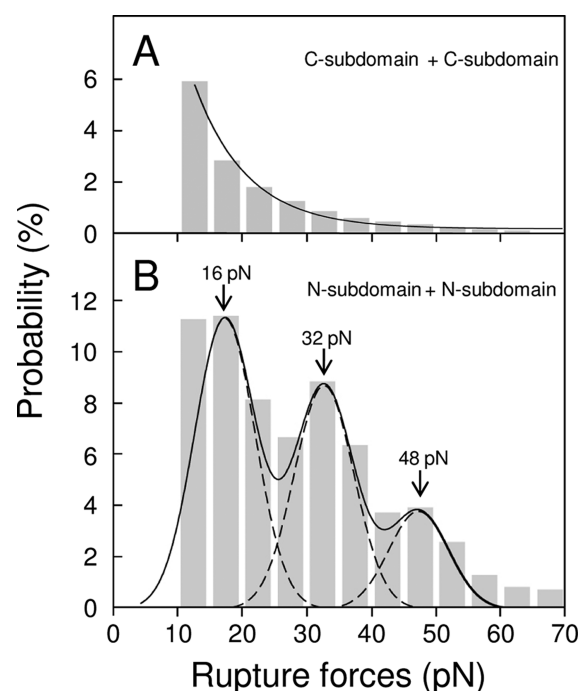 A
C-subdomain + C-subdomain
6
4
2
0
Probability (%)
B
16 pN
N-subdomain + N-subdomain
32 pN
48 pN
12
10
8
6
4
2
0
0 10 20 30 40 50 60 70
Rupture forces (pN)